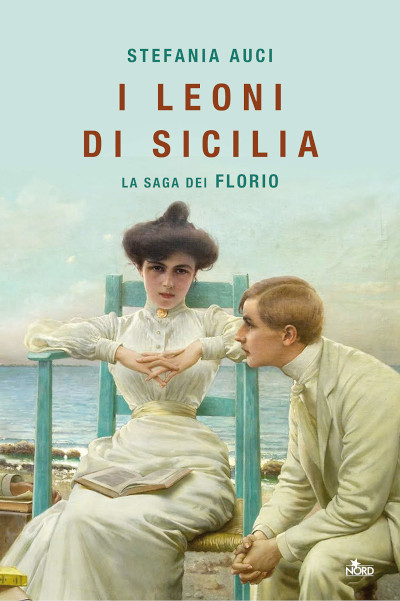 STEFANIA AUCI
I LEONI
DI SICILIA
LA SAGA DEI FLORIO
NORD